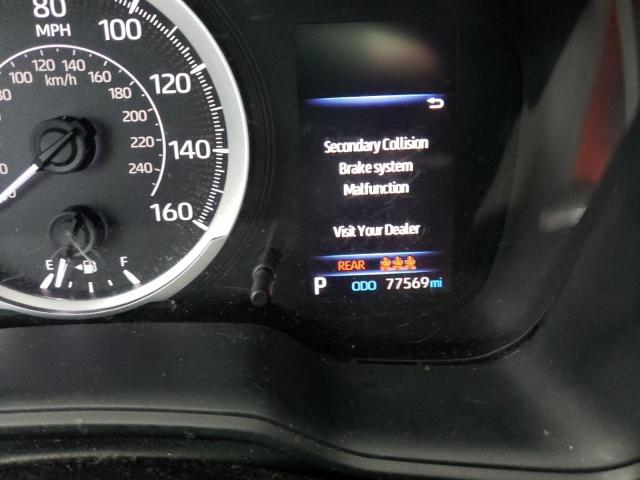 80
MPH
100
120
140
160
100 120 140
km/h
160
180
200
220
240
E
F
Secondary Collision
Brake system
Malfunction
Visit Your Dealer
REAR
P ODO 77569mi